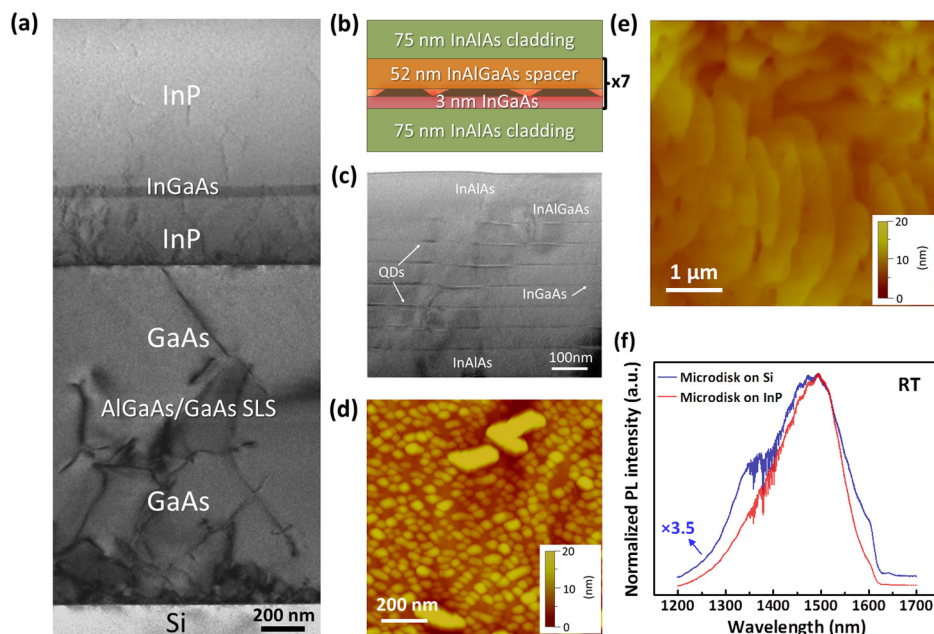 (a)
InP
InGaAs
InP
GaAs
AlGaAs/GaAs SLS
GaAs
Si
200 nm
(b)
75 nm InAlAs cladding
52 nm InAlGaAs spacer
3 nm InGaAs
75 nm InAlAs cladding
x7
(c)
InAlAs
InAlGaAs
QDs
InGaAs
InAlAs
100nm
(d)
20
10
0
(nm)
200 nm
(e)
20
10
0
(nm)
1 µm
(f)
Microdisk on Si
Microdisk on InP
RT
×3.5
Normalized PL intensity (a.u.)
1200 1300 1400 1500 1600 1700
Wavelength (nm)